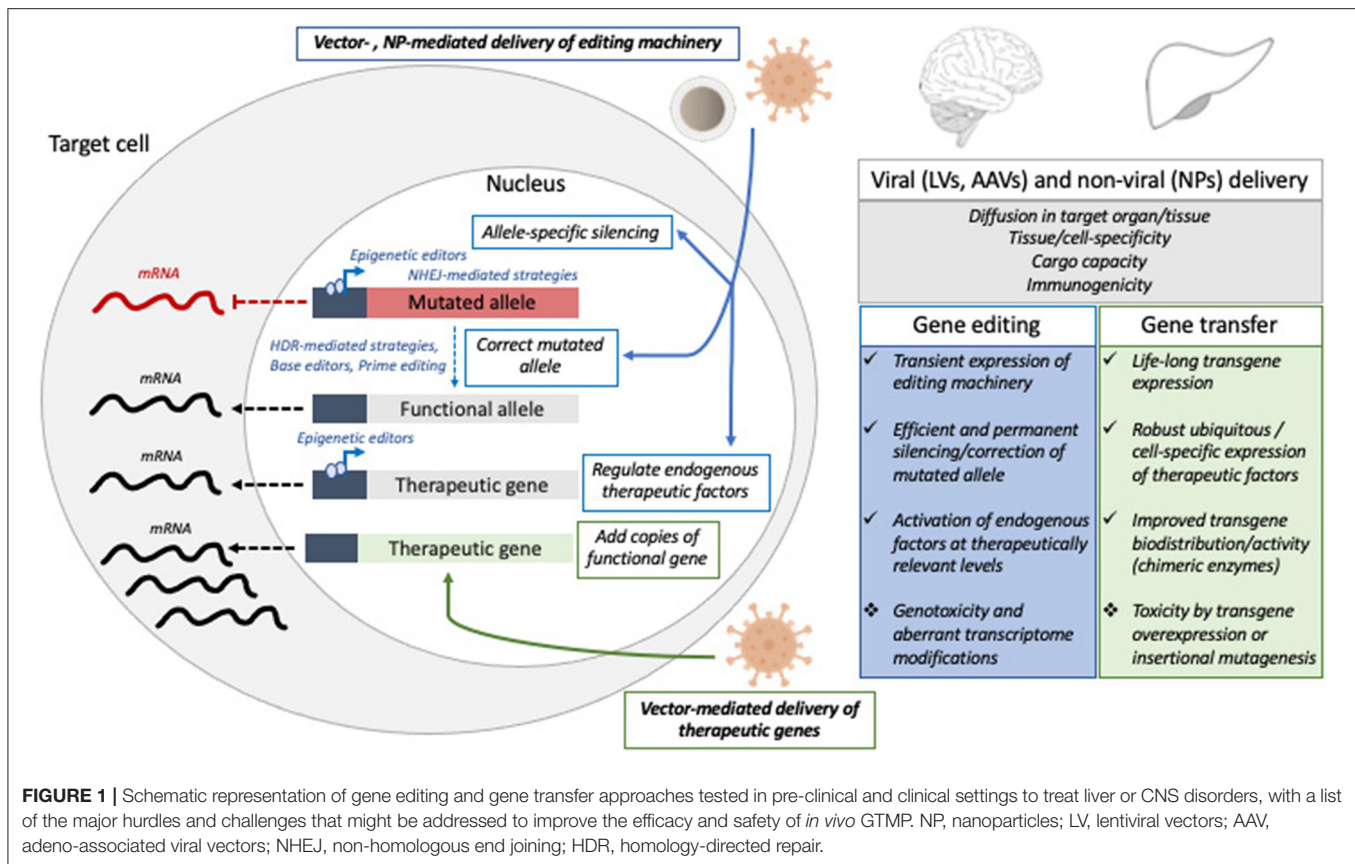 Vector- , NP-mediated delivery of editing machinery
Target cell
Nucleus
Allele-specific silencing
Epigenetic editors
NHEJ-mediated strategies
mRNA
Mutated allele
HDR-mediated strategies,
Base editors, Prime editing
Correct mutated
allele
mRNA
Functional allele
Epigenetic editors
mRNA
Therapeutic gene
Regulate endogenous
therapeutic factors
mRNA
Therapeutic gene
Add copies of
functional gene
Vector-mediated delivery of
therapeutic genes
Viral (LVs, AAVs) and non-viral (NPs) delivery
Diffusion in target organ/tissue
Tissue/cell-specificity
Cargo capacity
Immunogenicity
Gene editing
✓ Transient expression of
editing machinery
✓ Efficient and permanent
silencing/correction of
mutated allele
✓ Activation of endogenous
factors at therapeutically
relevant levels
❖ Genotoxicity and
aberrant transcriptome
modifications
Gene transfer
✓ Life-long transgene
expression
✓ Robust ubiquitous /
cell-specific expression
of therapeutic factors
✓ Improved transgene
biodistribution/activity
(chimeric enzymes)
❖ Toxicity by transgene
overexpression or
insertional mutagenesis
FIGURE 1 | Schematic representation of gene editing and gene transfer approaches tested in pre-clinical and clinical settings to treat liver or CNS disorders, with a list
of the major hurdles and challenges that might be addressed to improve the efficacy and safety of in vivo GTMP. NP, nanoparticles; LV, lentiviral vectors; AAV,
adeno-associated viral vectors; NHEJ, non-homologous end joining; HDR, homology-directed repair.